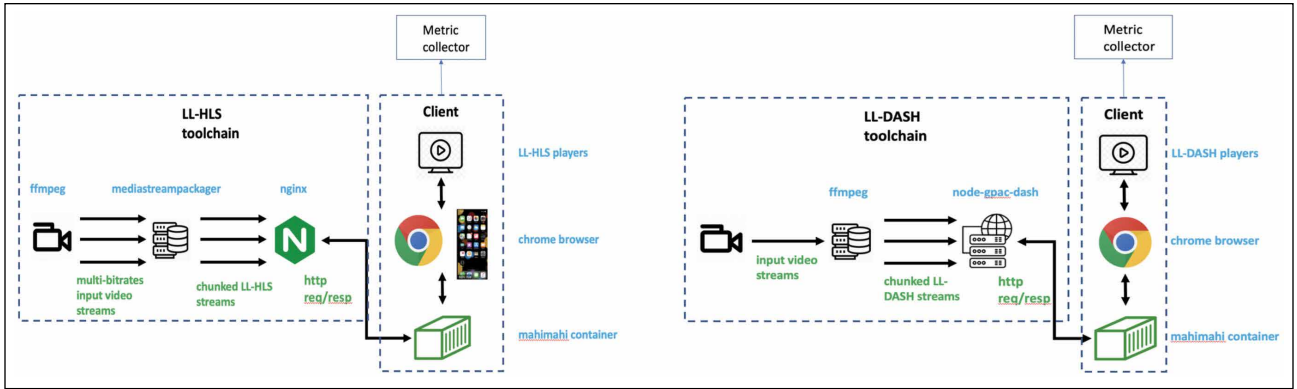 Metric
collector
LL-HLS
toolchain
Client
LL-HLS players
ffmpeg
mediastreampackager
nginx
N
chrome browser
multi-bitrates
input video
streams
chunked LL-HLS
streams
http
req/resp
mahimahi container
Metric
collector
LL-DASH
toolchain
Client
LL-DASH players
ffmpeg
node-gpac-dash
chrome browser
input video
streams
chunked LL-
DASH streams
http
req/resp
mahimahi container